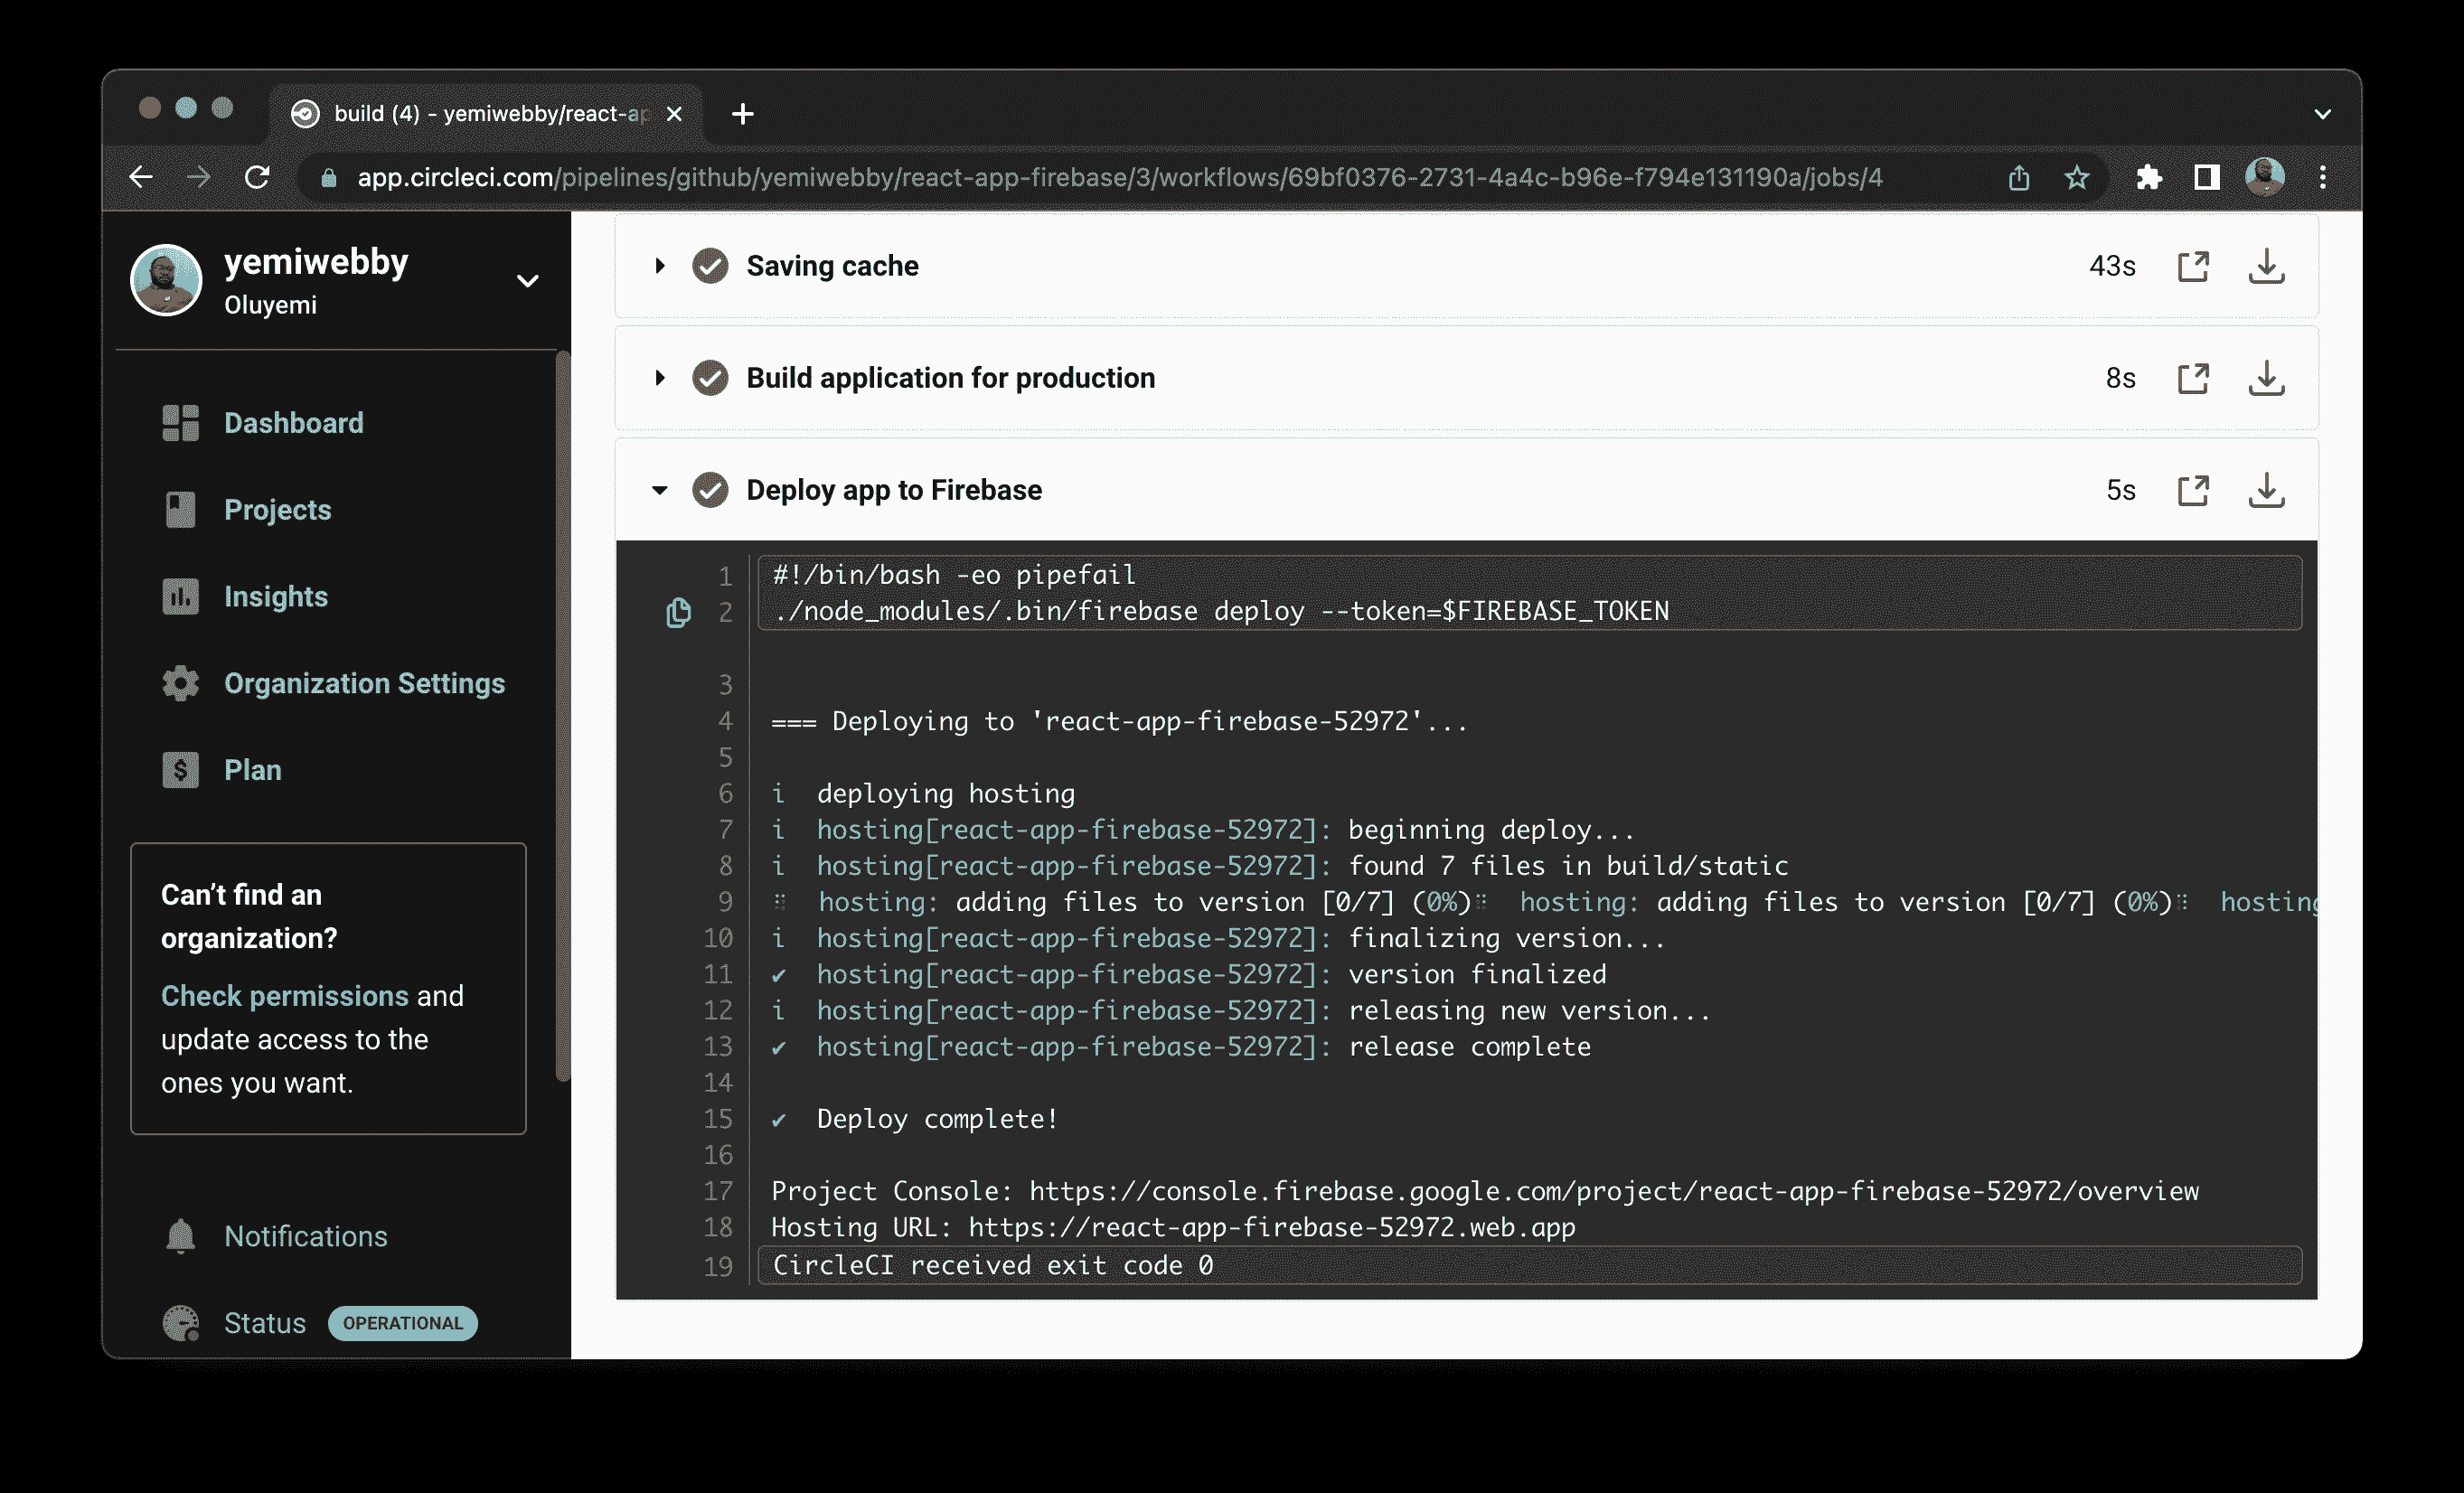 build (4) - yemiwebby/react-ap
app.circleci.com/pipelines/github/yemiwebby/react-app-firebase/3/workflows/69bf0376-2731-4a4c-b96e-f794e131190a/jobs/4
yemiwebby
Oluyemi
Dashboard
Projects
Insights
Organization Settings
Plan
Can’t find an
organization?
Check permissions and
update access to the
ones you want.
Notifications
Status OPERATIONAL
Saving cache 43s
Build application for production 8s
Deploy app to Firebase 5s
1 #!/bin/bash -eo pipefail
2 ./node_modules/.bin/firebase deploy --token=$FIREBASE_TOKEN
3
4 === Deploying to 'react-app-firebase-52972'...
5
6 i deploying hosting
7 i hosting[react-app-firebase-52972]: beginning deploy...
8 i hosting[react-app-firebase-52972]: found 7 files in build/static
9 ⠿ hosting: adding files to version [0/7] (0%)⠿ hosting: adding files to version [0/7] (0%)⠿ hosting
10 i hosting[react-app-firebase-52972]: finalizing version...
11 ✔ hosting[react-app-firebase-52972]: version finalized
12 i hosting[react-app-firebase-52972]: releasing new version...
13 ✔ hosting[react-app-firebase-52972]: release complete
14
15 ✔ Deploy complete!
16
17 Project Console: https://console.firebase.google.com/project/react-app-firebase-52972/overview
18 Hosting URL: https://react-app-firebase-52972.web.app
19 CircleCI received exit code 0